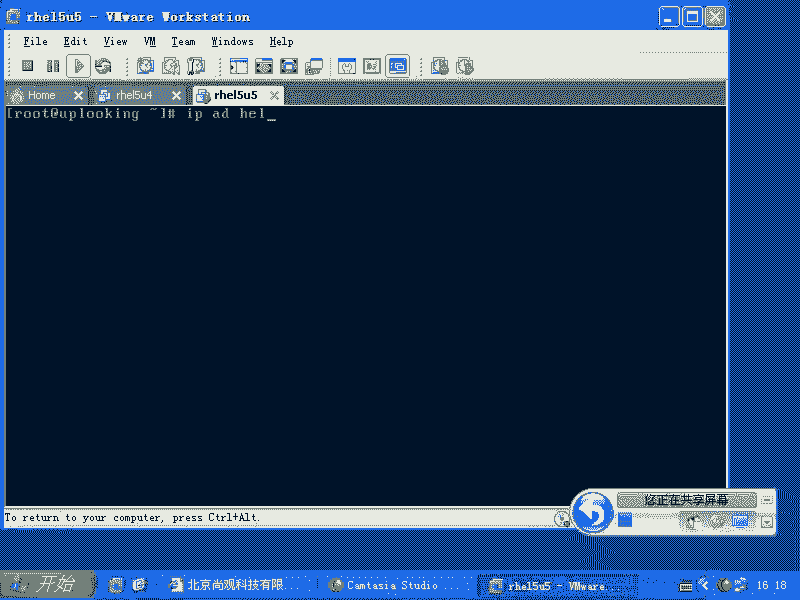 rhel5u5 - VMware Workstation
File Edit View VM Team Windows Help
Home rhel5u4 rhel5u5
[root@uplooking ~]# ip ad hel_
To return to your computer, press Ctrl+Alt.
您正在共享屏幕
开始 北京尚观科技有限... Camtasia Studio ... rhel5u5 - VMware... 16 18